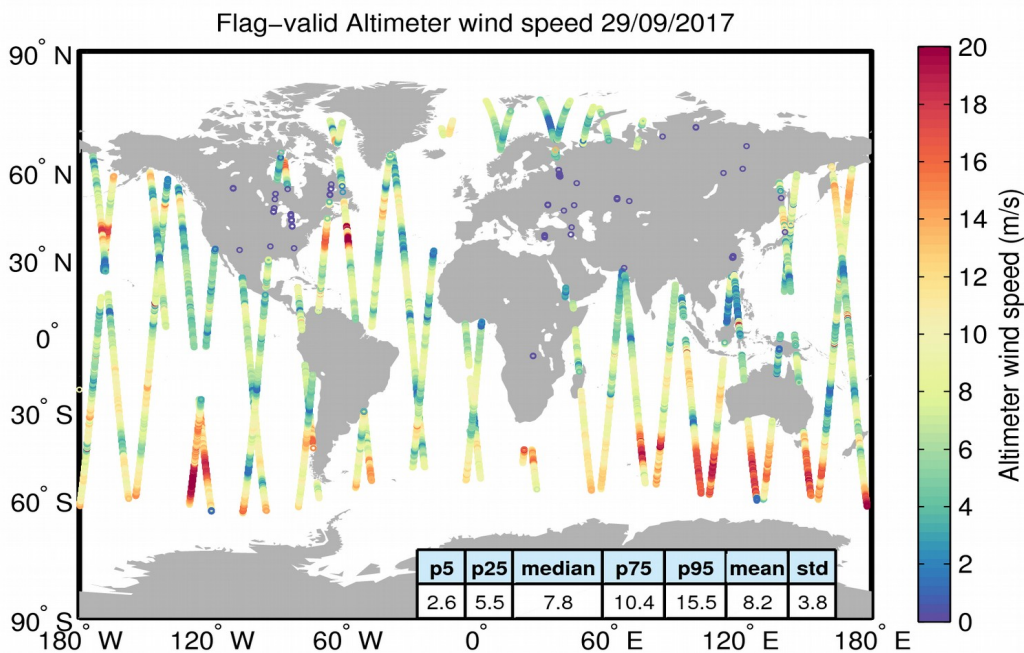 Flag−valid Altimeter wind speed 29/09/2017
90° N
60° N
30° N
0°
30° S
60° S
90° S
180° W
120° W
60° W
0°
60° E
120° E
180° E
p5 p25 median p75 p95 mean std
2.6 5.5 7.8 10.4 15.5 8.2 3.8
20
18
16
14
12
10
8
6
4
2
0
Altimeter wind speed (m/s)